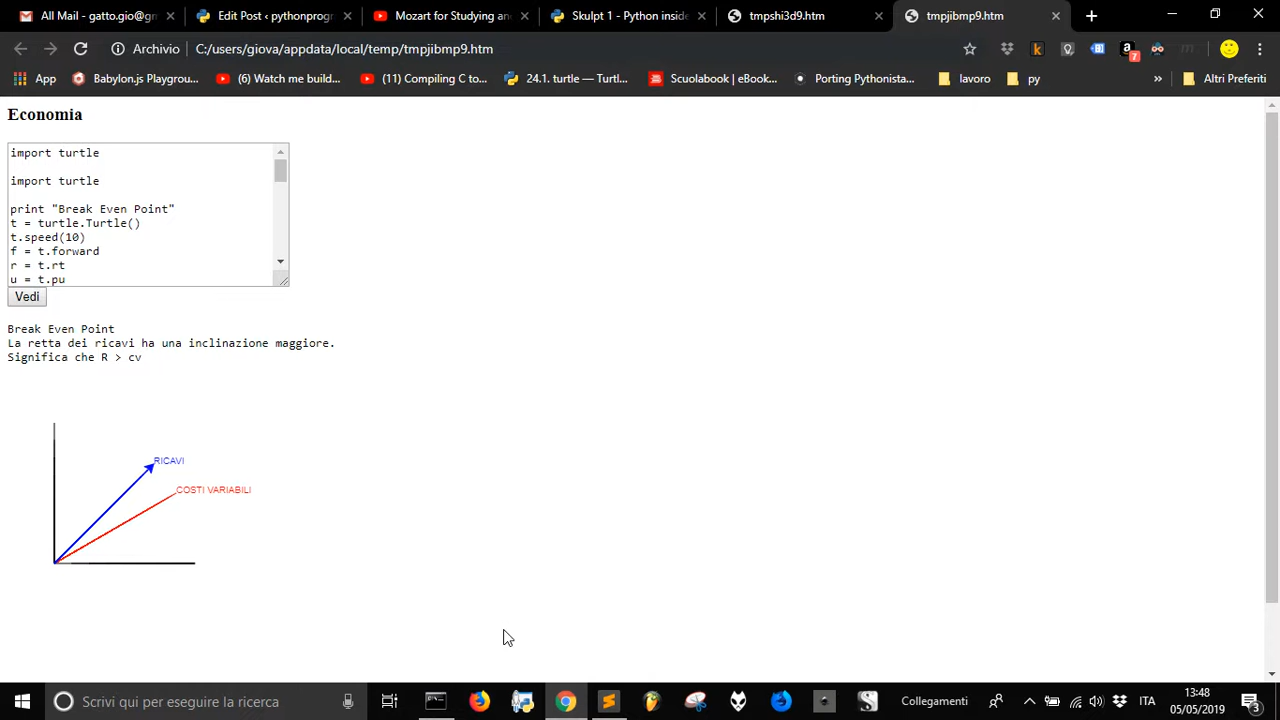 All Mail - gatto.gio@gm
Edit Post ‹ pythonprog
Mozart for Studying an
Skulpt 1 - Python inside
tmpshi3d9.htm
tmpjibmp9.htm
Archivio
C:/users/giova/appdata/local/temp/tmpjibmp9.htm
7
App
Babylon.js Playgrou...
(6) Watch me build...
(11) Compiling C to...
24.1. turtle — Turtl...
Scuolabook | eBook...
Porting Pythonista...
lavoro
py
»
Altri Preferiti
Economia
import turtle
import turtle
print "Break Even Point"
t = turtle.Turtle()
t.speed(10)
f = t.forward
r = t.rt
u = t.pu
Vedi
Break Even Point
La retta dei ricavi ha una inclinazione maggiore.
Significa che R > cv
RICAVI
COSTI VARIABILI
Scrivi qui per eseguire la ricerca
Collegamenti
ITA
13:48
05/05/2019
3